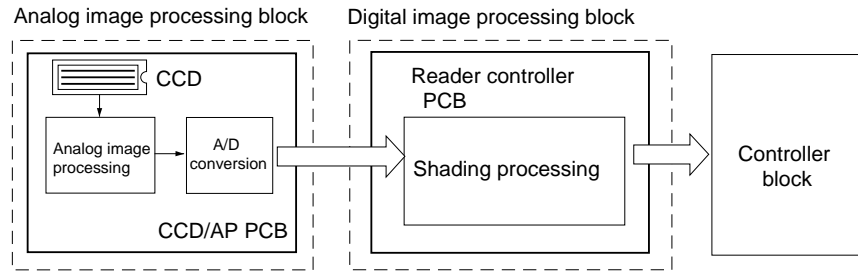 Analog image processing block
Digital image processing block
CCD
Analog image
processing
A/D
conversion
CCD/AP PCB
Reader controller
PCB
Shading processing
Controller
block